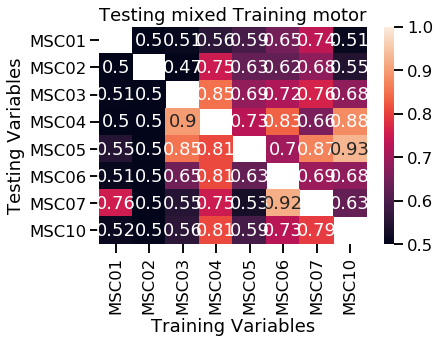 Testing mixed Training motor
Testing Variables
MSC01 0.5 0.51 0.56 0.59 0.65 0.74 0.51
MSC02 0.5 0.47 0.75 0.63 0.62 0.68 0.55
MSC03 0.51 0.5 0.85 0.69 0.72 0.76 0.68
MSC04 0.5 0.5 0.9 0.73 0.83 0.66 0.88
MSC05 0.55 0.5 0.85 0.81 0.7 0.87 0.93
MSC06 0.51 0.5 0.65 0.81 0.63 0.69 0.68
MSC07 0.76 0.5 0.55 0.75 0.53 0.92 0.63
MSC10 0.52 0.5 0.56 0.81 0.59 0.73 0.79
MSC01 MSC02 MSC03 MSC04 MSC05 MSC06 MSC07 MSC10
Training Variables
1.0
0.9
0.8
0.7
0.6
0.5